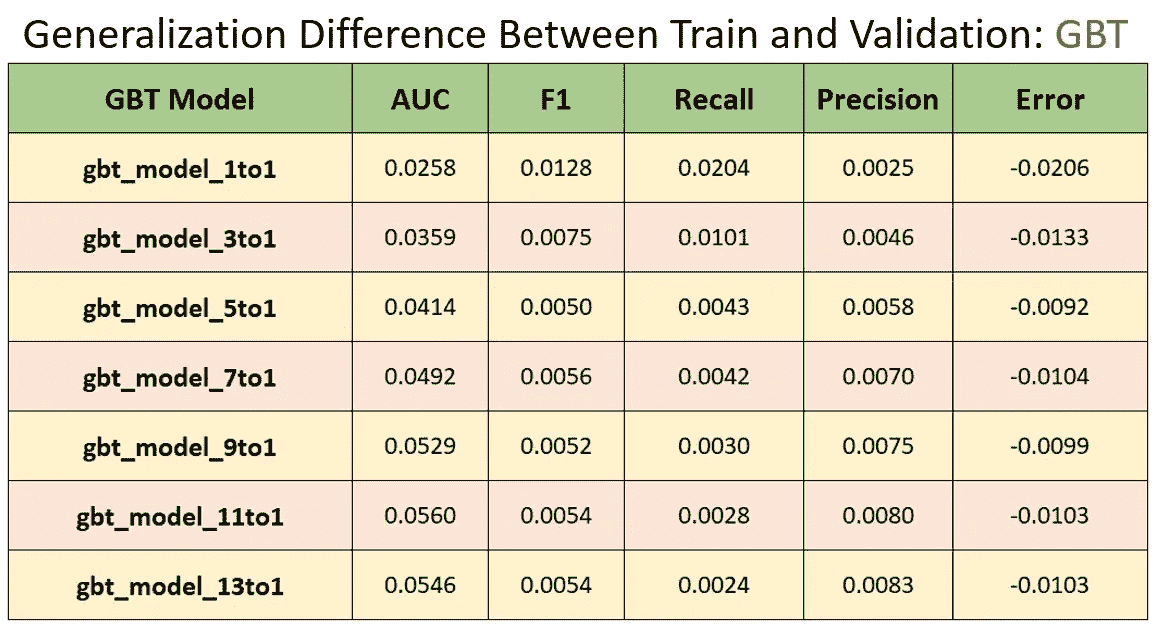 Generalization Difference Between Train and Validation: GBT
GBT Model AUC F1 Recall Precision Error
gbt_model_1to1 0.0258 0.0128 0.0204 0.0025 -0.0206
gbt_model_3to1 0.0359 0.0075 0.0101 0.0046 -0.0133
gbt_model_5to1 0.0414 0.0050 0.0043 0.0058 -0.0092
gbt_model_7to1 0.0492 0.0056 0.0042 0.0070 -0.0104
gbt_model_9to1 0.0529 0.0052 0.0030 0.0075 -0.0099
gbt_model_11to1 0.0560 0.0054 0.0028 0.0080 -0.0103
gbt_model_13to1 0.0546 0.0054 0.0024 0.0083 -0.0103